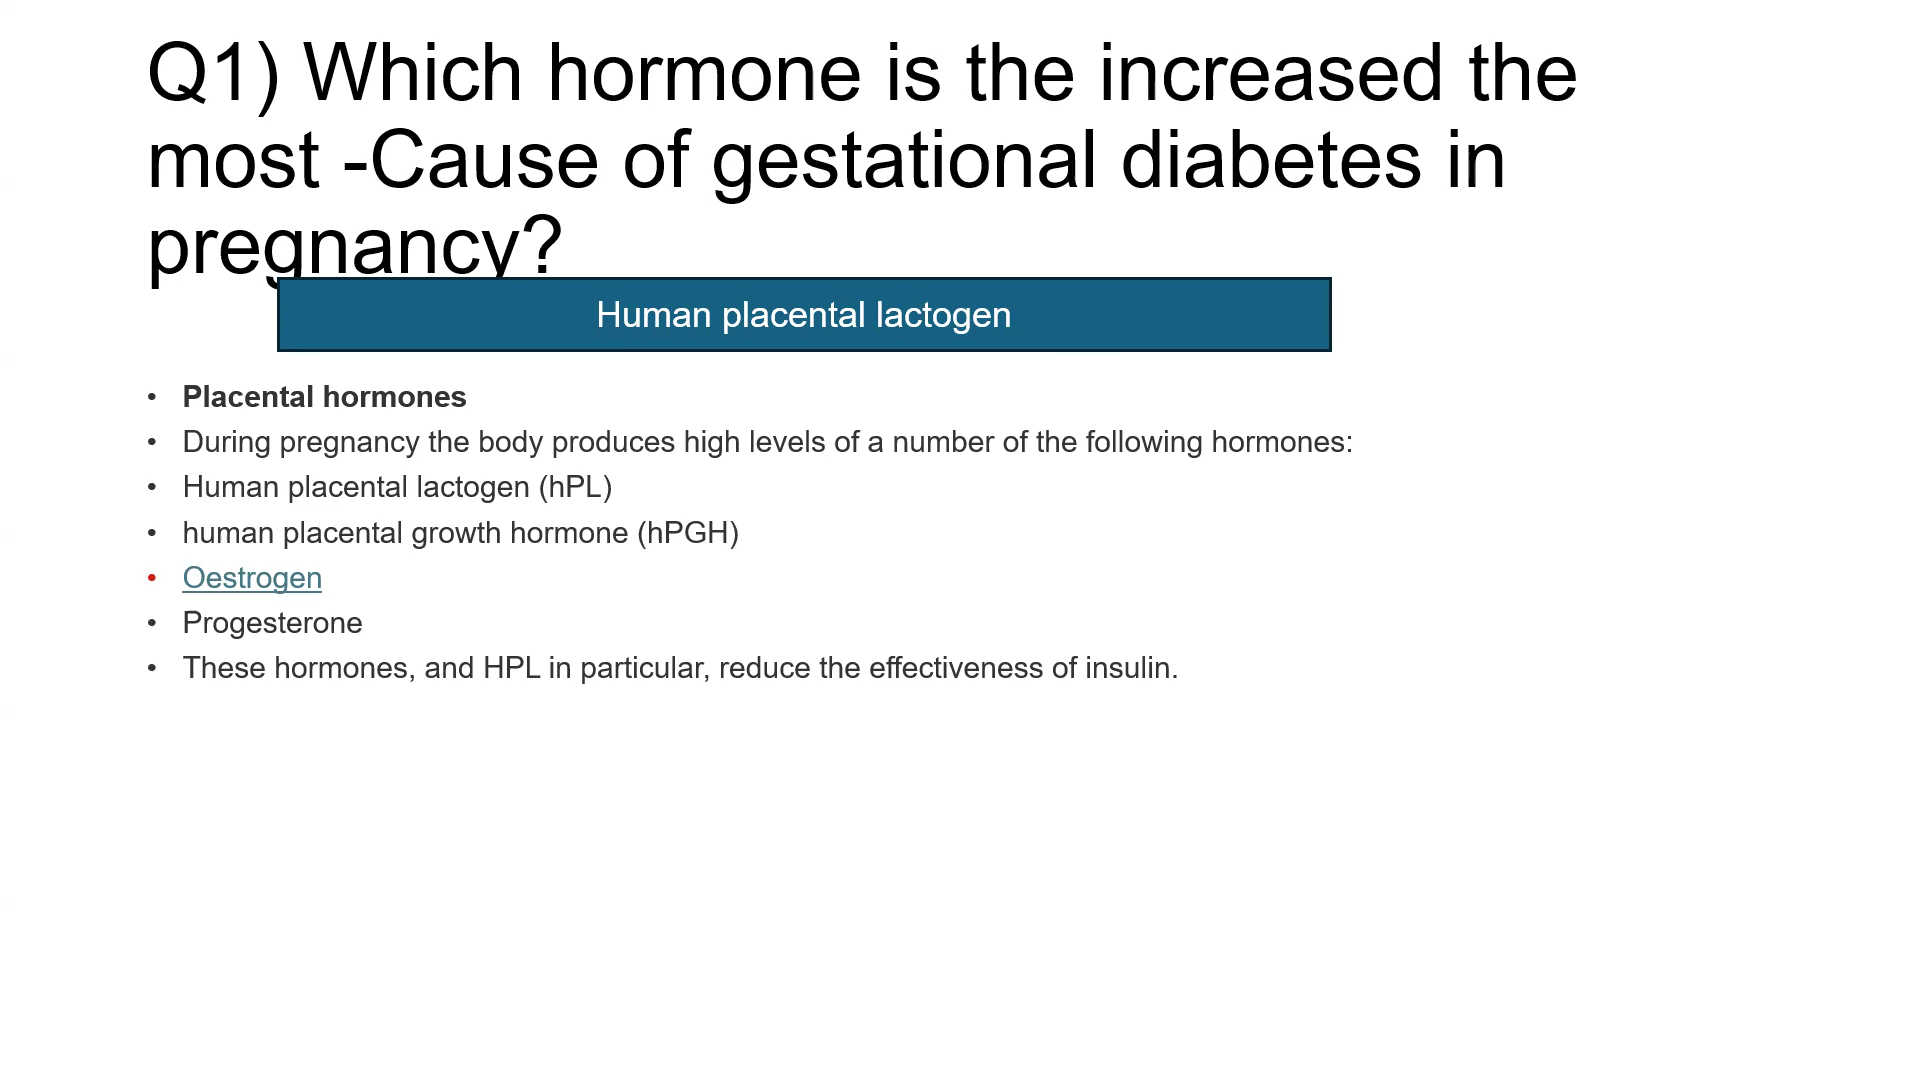 Q1) Which hormone is the increased the
most -Cause of gestational diabetes in
pregnancy?
Human placental lactogen
• Placental hormones
• During pregnancy the body produces high levels of a number of the following hormones:
• Human placental lactogen (hPL)
• human placental growth hormone (hPGH)
• Oestrogen
• Progesterone
• These hormones, and HPL in particular, reduce the effectiveness of insulin.